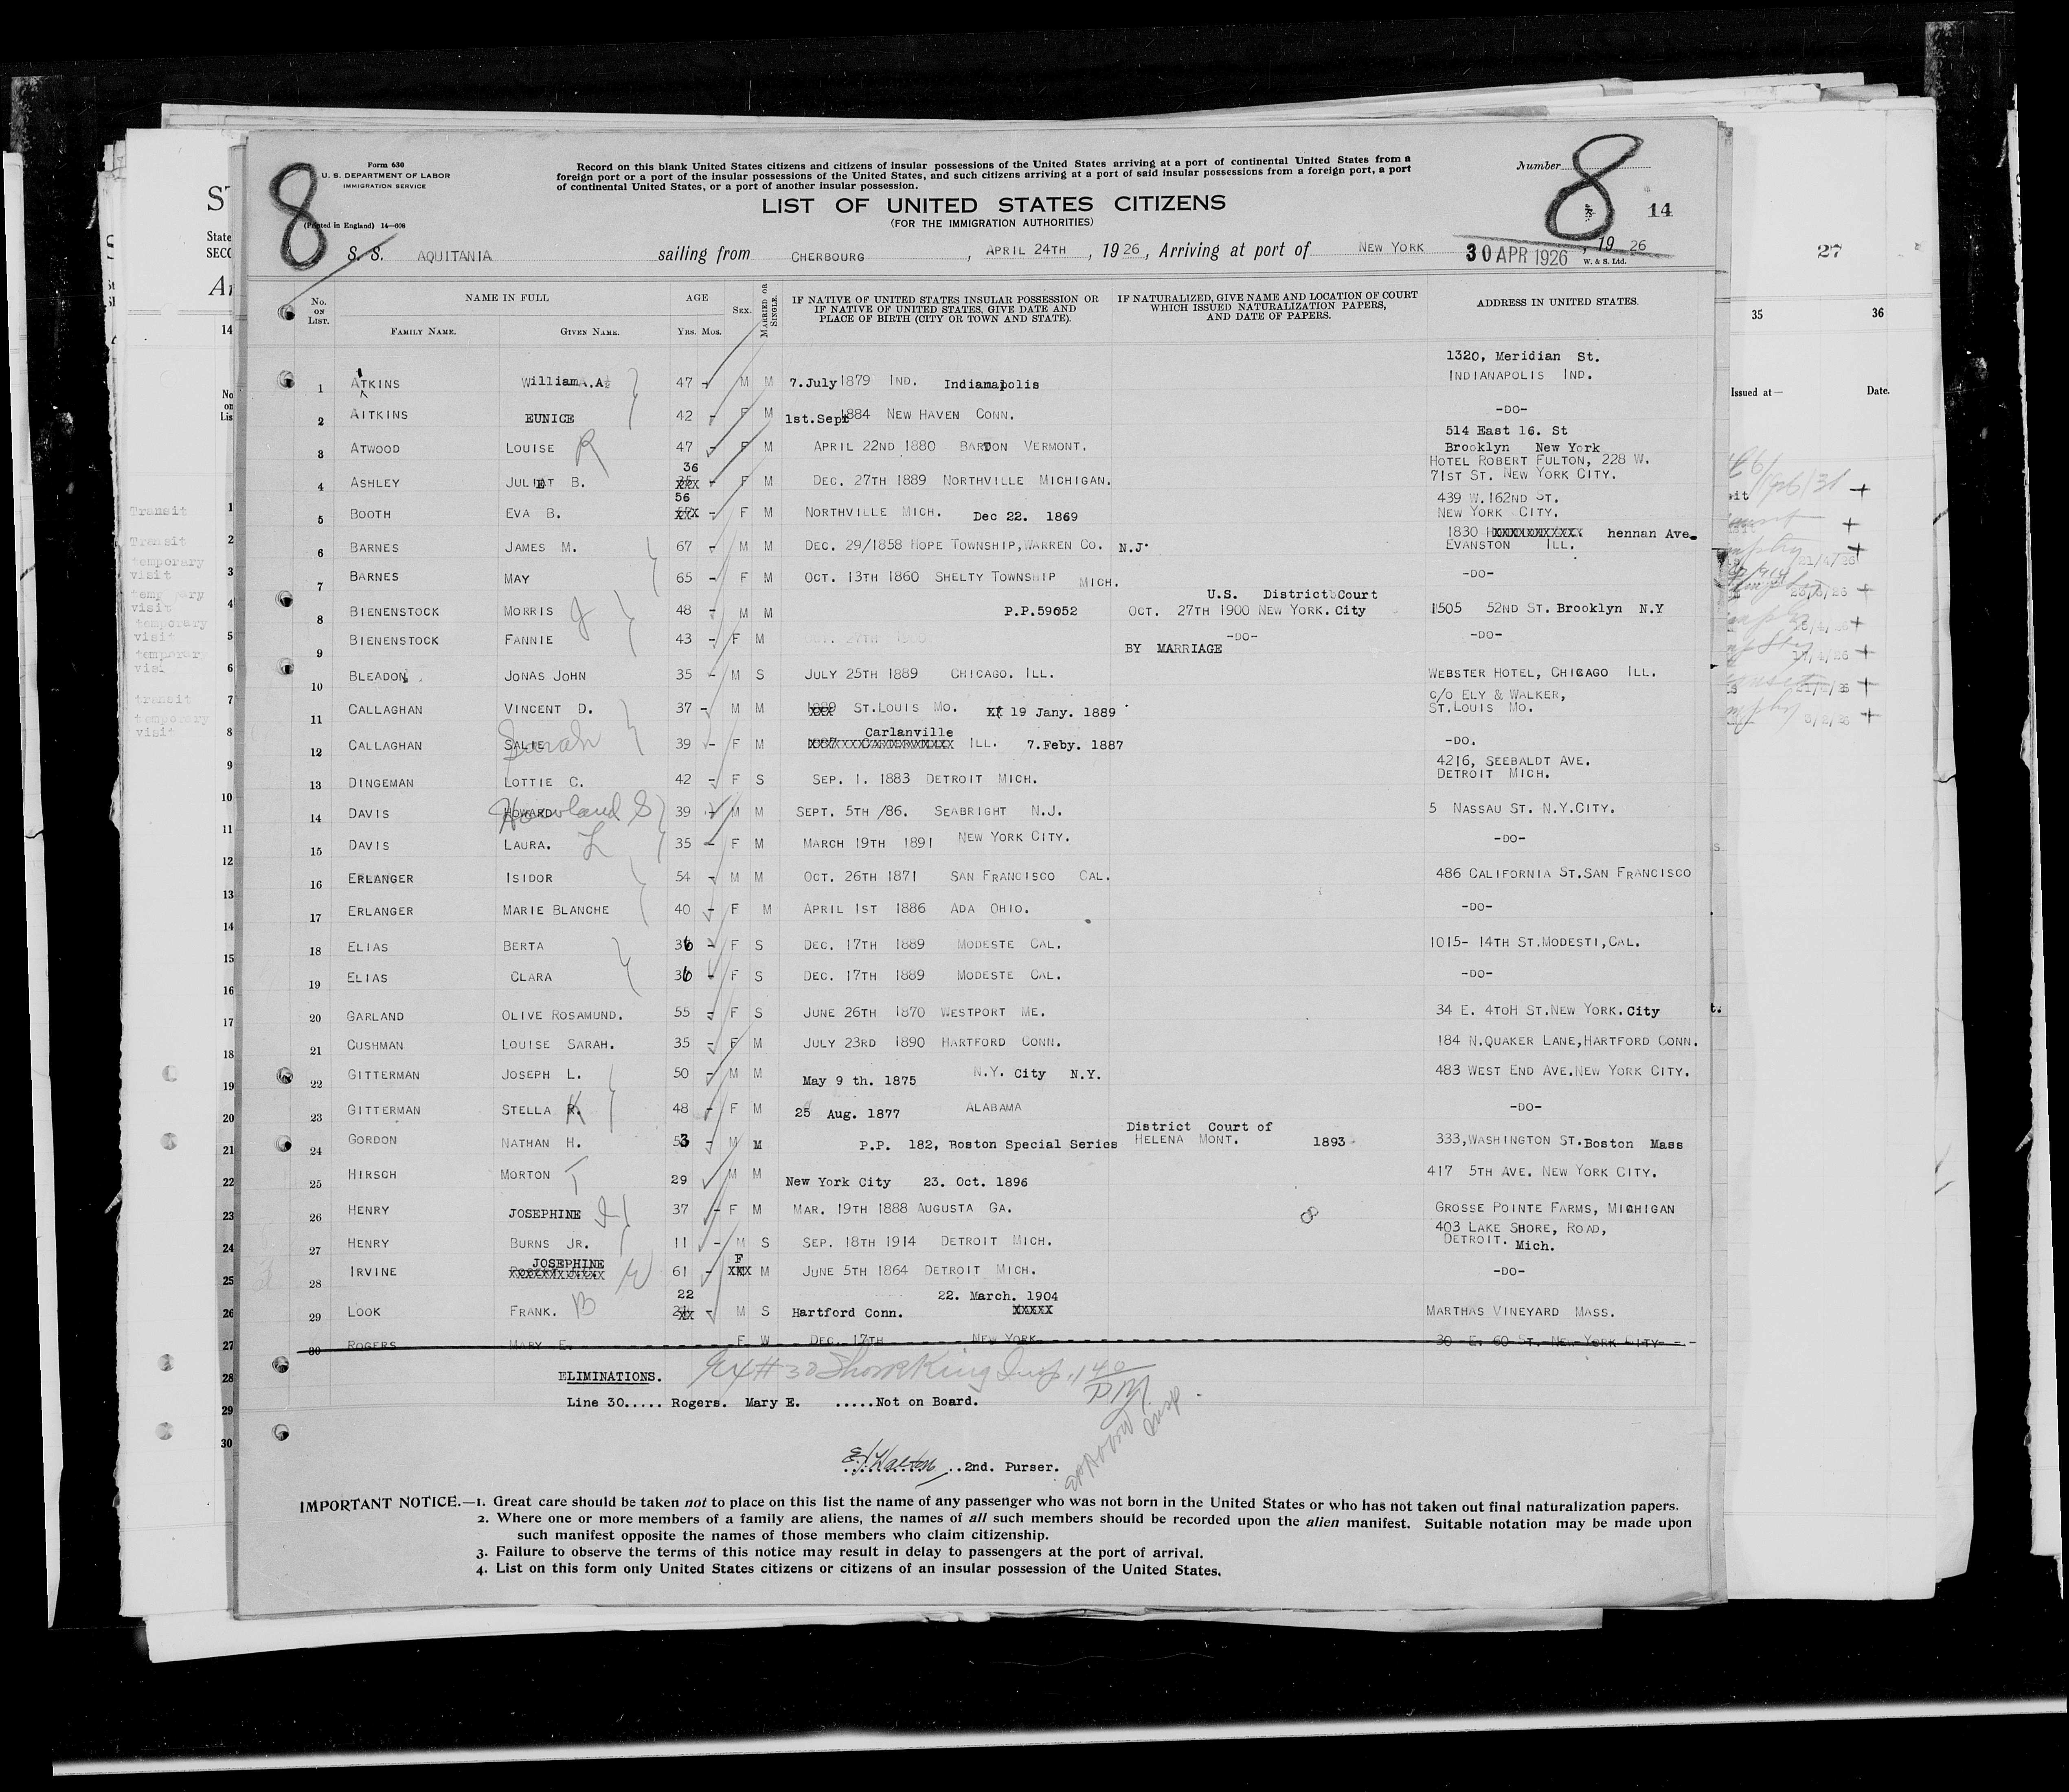 8
Form 630
U. S. DEPARTMENT OF LABOR
IMMIGRATION SERVICE
(Printed in England) 14—608
Record on this blank United States citizens and citizens of insular possessions of the United States arriving at a port of continental United States from a
foreign port or a port of the insular possessions of the United States, and such citizens arriving at a port of said insular possessions from a foreign port, a port
of continental United States, or a port of another insular possession.
Number
8
14
LIST OF UNITED STATES CITIZENS
(FOR THE IMMIGRATION AUTHORITIES)
S. S. AQUITANIA sailing from CHERBOURG, APRIL 24TH, 1926, Arriving at port of NEW YORK 30 APR 1926, 1926
W. & S. Ltd.
No. ON LIST. NAME IN FULL FAMILY NAME. GIVEN NAME. AGE YRS. MOS. SEX. MARRIED OR SINGLE. IF NATIVE OF UNITED STATES INSULAR POSSESSION OR IF NATIVE OF UNITED STATES, GIVE DATE AND PLACE OF BIRTH (CITY OR TOWN AND STATE). IF NATURALIZED, GIVE NAME AND LOCATION OF COURT WHICH ISSUED NATURALIZATION PAPERS, AND DATE OF PAPERS. ADDRESS IN UNITED STATES.
1320, Meridian St.
1 ATKINS William.A. 47 - M M 7.July 1879 IND. Indianapolis INDIANAPOLIS IND.
2 AITKINS EUNICE 42 - F M 1st.Sept 1884 NEW HAVEN CONN. -DO-
514 East 16. St
3 ATWOOD LOUISE R 47 - F M APRIL 22ND 1880 BARTON VERMONT. Brooklyn New York
36 HOTEL ROBERT FULTON, 228 W.
4 ASHLEY JULIET B. XXX - F M DEC. 27TH 1889 NORTHVILLE MICHIGAN. 71ST ST. NEW YORK CITY.
56 439 W.162ND ST.
5 BOOTH EVA B. XXX - F M NORTHVILLE MICH. Dec 22. 1869 NEW YORK CITY.
1830 hennan Ave.
6 BARNES JAMES M. 67 - M M DEC. 29/1858 HOPE TOWNSHIP,WARREN CO. N.J. EVANSTON ILL.
7 BARNES MAY 65 - F M OCT. 13TH 1860 SHELTY TOWNSHIP MICH. -DO-
U.S. District Court
8 BIENENSTOCK MORRIS J 48 - M M P.P.59052 OCT. 27TH 1900 NEW YORK. City 1505 52ND ST. Brooklyn N.Y
9 BIENENSTOCK FANNIE 43 - F M -DO- BY MARRIAGE -DO-
10 BLEADON JONAS JOHN 35 - M S JULY 25TH 1889 CHICAGO. ILL. WEBSTER HOTEL, CHICAGO ILL.
C/O ELY & WALKER,
11 CALLAGHAN VINCENT D. 37 - M M 1889 ST.LOUIS MO. 19 Jany. 1889 ST.LOUIS MO.
Carlanville
12 CALLAGHAN SALIE Sarah 39 - F M ILL. 7.Feby. 1887 -DO.
4216, SEEBALDT AVE.
13 DINGEMAN LOTTIE C. 42 - F S SEP. 1. 1883 DETROIT MICH. DETROIT MICH.
14 DAVIS HOWARD Howland S 39 - M M SEPT. 5TH /86. SEABRIGHT N.J. 5 NASSAU ST. N.Y.CITY.
15 DAVIS LAURA. L 35 - F M MARCH 19TH 1891 NEW YORK CITY. -DO-
16 ERLANGER ISIDOR 54 - M M OCT. 26TH 1871 SAN FRANCISCO CAL. 486 CALIFORNIA ST.SAN FRANCISCO
17 ERLANGER MARIE BLANCHE 40 - F M APRIL 1ST 1886 ADA OHIO. -DO-
18 ELIAS BERTA 36 - F S DEC. 17TH 1889 MODESTE CAL. 1015- 14TH ST.MODESTI,CAL.
19 ELIAS CLARA 36 - F S DEC. 17TH 1889 MODESTE CAL. -DO-
20 GARLAND OLIVE ROSAMUND. 55 - F S JUNE 26TH 1870 WESTPORT ME. 34 E. 4TOH ST.NEW YORK. City
21 CUSHMAN LOUISE SARAH. 35 - F M JULY 23RD 1890 HARTFORD CONN. 184 N.QUAKER LANE,HARTFORD CONN.
22 GITTERMAN JOSEPH L. 50 - M M May 9 th. 1875 N.Y. City N.Y. 483 WEST END AVE.NEW YORK CITY.
23 GITTERMAN STELLA K. 48 - F M 25 Aug. 1877 ALABAMA -DO-
District Court of
24 GORDON NATHAN H. 53 - M M P.P. 182, Boston Special Series HELENA MONT. 1893 333,WASHINGTON ST.Boston Mass
25 HIRSCH MORTON T 29 M M New York City 23. Oct. 1896 417 5TH AVE. NEW YORK CITY.
26 HENRY JOSEPHINE 37 - F M MAR. 19TH 1888 AUGUSTA GA. GROSSE POINTE FARMS, MICHIGAN
403 LAKE SHORE, ROAD,
27 HENRY BURNS JR. 11 - M S SEP. 18TH 1914 DETROIT MICH. DETROIT. Mich.
JOSEPHINE F
28 IRVINE W 61 - XXX M JUNE 5TH 1864 DETROIT MICH. -DO-
22 22. March. 1904
29 LOOK FRANK. B 21 - M S Hartford Conn. XXXXX MARTHAS VINEYARD MASS.
30 ROGERS MARY E. F W DEC. 17TH NEW YORK 30 E. 60 ST. NEW YORK CITY
ELIMINATIONS.
Line 30..... Rogers. Mary E. .....Not on Board.
..2nd. Purser.
IMPORTANT NOTICE.—1. Great care should be taken not to place on this list the name of any passenger who was not born in the United States or who has not taken out final naturalization papers.
2. Where one or more members of a family are aliens, the names of all such members should be recorded upon the alien manifest. Suitable notation may be made upon
such manifest opposite the names of those members who claim citizenship.
3. Failure to observe the terms of this notice may result in delay to passengers at the port of arrival.
4. List on this form only United States citizens or citizens of an insular possession of the United States.
27
35 36
Issued at— Date.